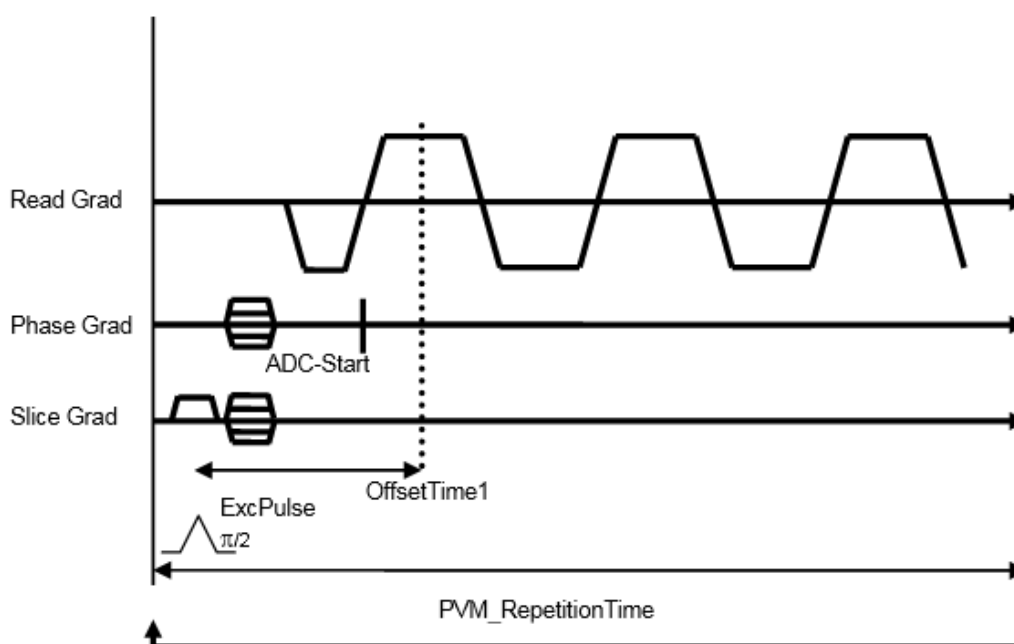 Read Grad
Phase Grad
ADC-Start
Slice Grad
OffsetTime1
ExcPulse
π/2
PVM_RepetitionTime